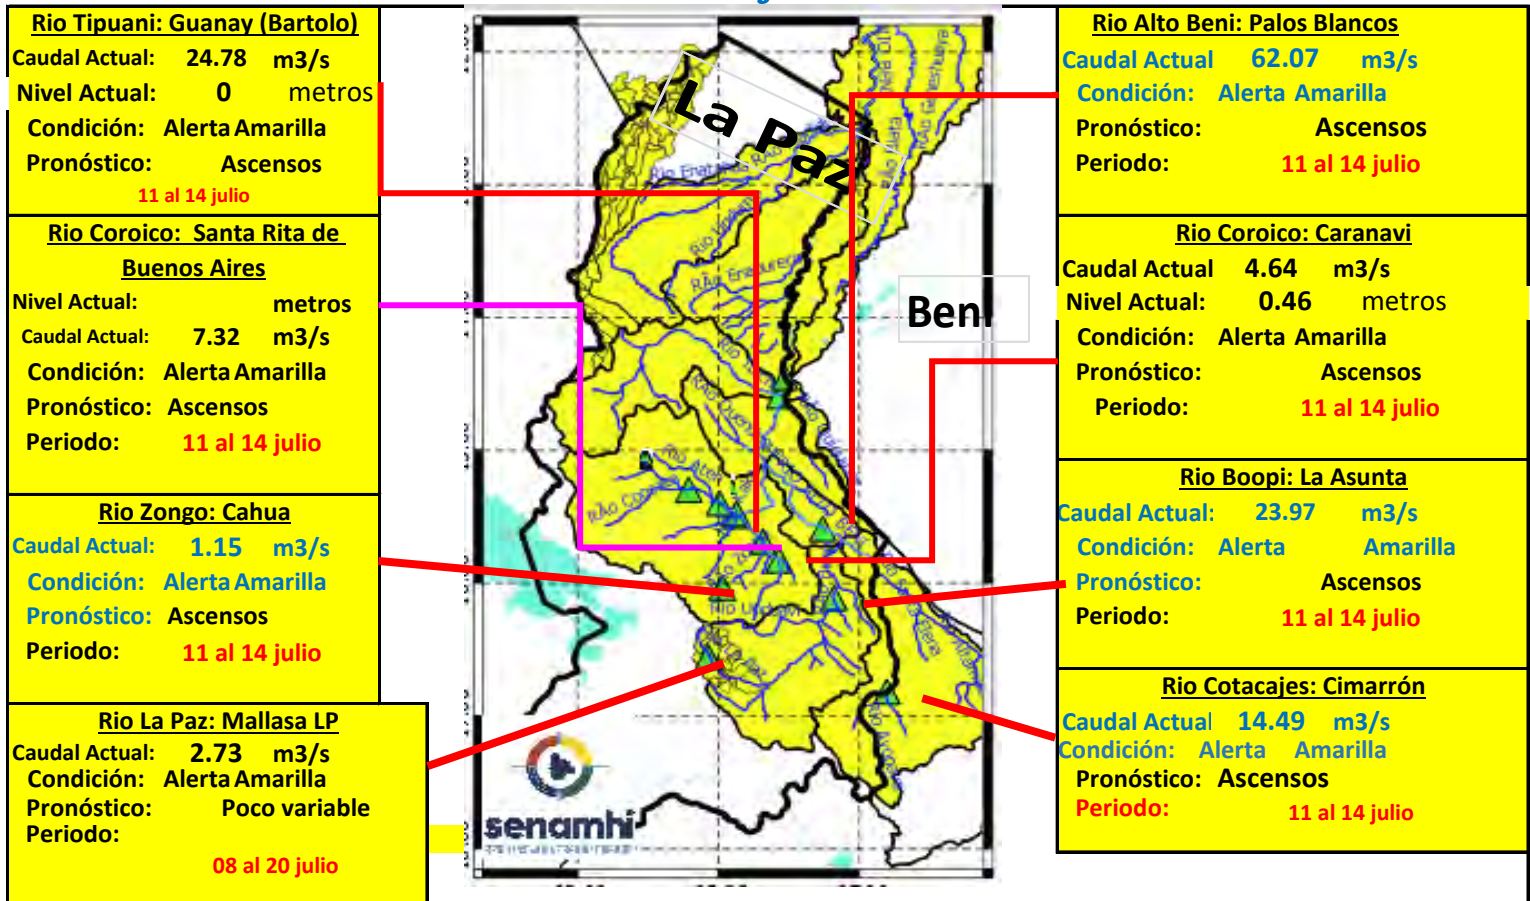 Rio Tipuani: Guanay (Bartolo)
Caudal Actual: 24.78 m3/s
Nivel Actual: 0 metros
Condición: Alerta Amarilla
Pronóstico: Ascensos
11 al 14 julio
Rio Coroico: Santa Rita de
Buenos Aires
Nivel Actual: metros
Caudal Actual: 7.32 m3/s
Condición: Alerta Amarilla
Pronóstico: Ascensos
Periodo: 11 al 14 julio
Rio Zongo: Cahua
Caudal Actual: 1.15 m3/s
Condición: Alerta Amarilla
Pronóstico: Ascensos
Periodo: 11 al 14 julio
Rio La Paz: Mallasa LP
Caudal Actual: 2.73 m3/s
Condición: Alerta Amarilla
Pronóstico: Poco variable
Periodo:
08 al 20 julio
La Paz
Beni
senamhi
Rio Alto Beni: Palos Blancos
Caudal Actual 62.07 m3/s
Condición: Alerta Amarilla
Pronóstico: Ascensos
Periodo: 11 al 14 julio
Rio Coroico: Caranavi
Caudal Actual 4.64 m3/s
Nivel Actual: 0.46 metros
Condición: Alerta Amarilla
Pronóstico: Ascensos
Periodo: 11 al 14 julio
Rio Boopi: La Asunta
Caudal Actual: 23.97 m3/s
Condición: Alerta Amarilla
Pronóstico: Ascensos
Periodo: 11 al 14 julio
Rio Cotacajes: Cimarrón
Caudal Actual 14.49 m3/s
Condición: Alerta Amarilla
Pronóstico: Ascensos
Periodo: 11 al 14 julio